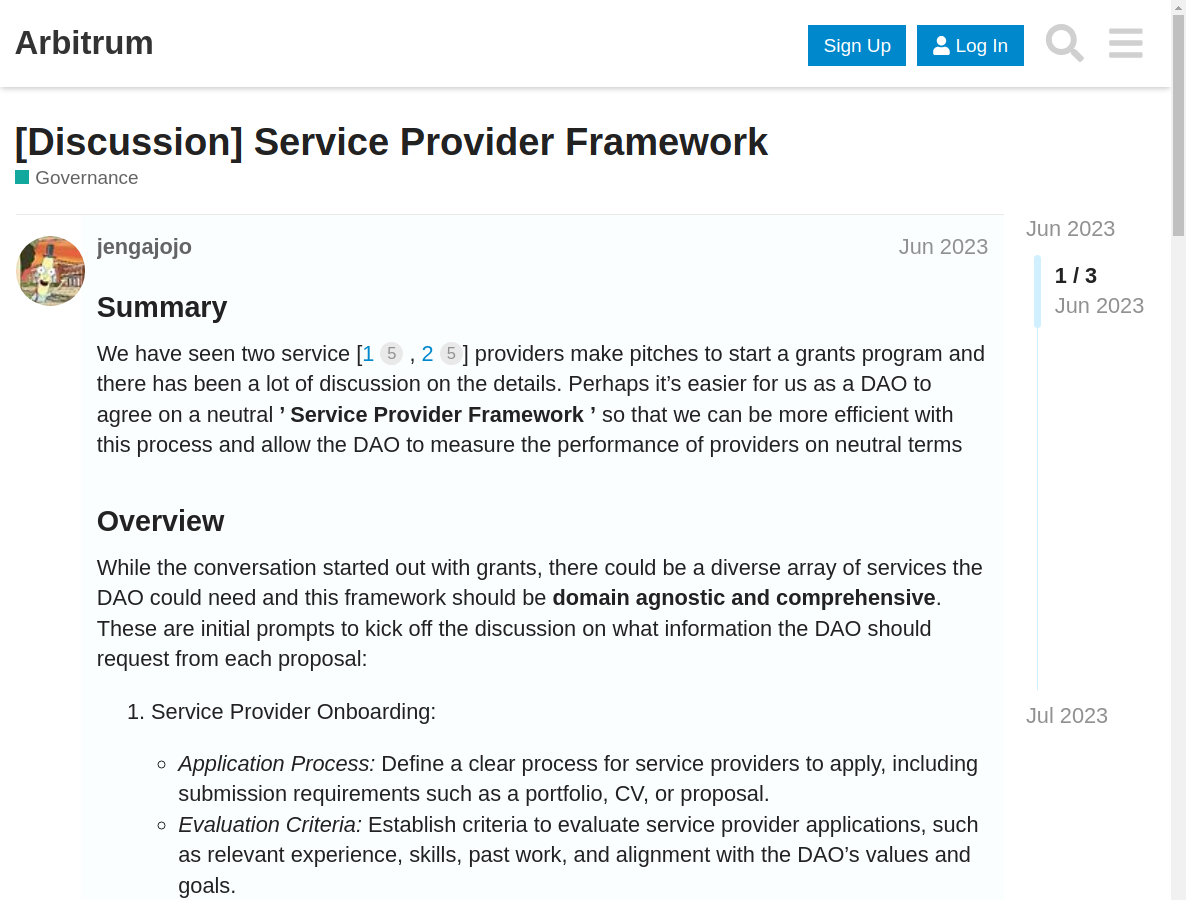 Arbitrum
Sign Up
Log In
[Discussion] Service Provider Framework
Governance
jengajojo
Jun 2023
Summary
We have seen two service [1 5 , 2 5] providers make pitches to start a grants program and
there has been a lot of discussion on the details. Perhaps it’s easier for us as a DAO to
agree on a neutral ’ Service Provider Framework ’ so that we can be more efficient with
this process and allow the DAO to measure the performance of providers on neutral terms
Overview
While the conversation started out with grants, there could be a diverse array of services the
DAO could need and this framework should be domain agnostic and comprehensive.
These are initial prompts to kick off the discussion on what information the DAO should
request from each proposal:
1. Service Provider Onboarding:
◦ Application Process: Define a clear process for service providers to apply, including
submission requirements such as a portfolio, CV, or proposal.
◦ Evaluation Criteria: Establish criteria to evaluate service provider applications, such
as relevant experience, skills, past work, and alignment with the DAO’s values and
goals.
Jun 2023
1 / 3
Jun 2023
Jul 2023